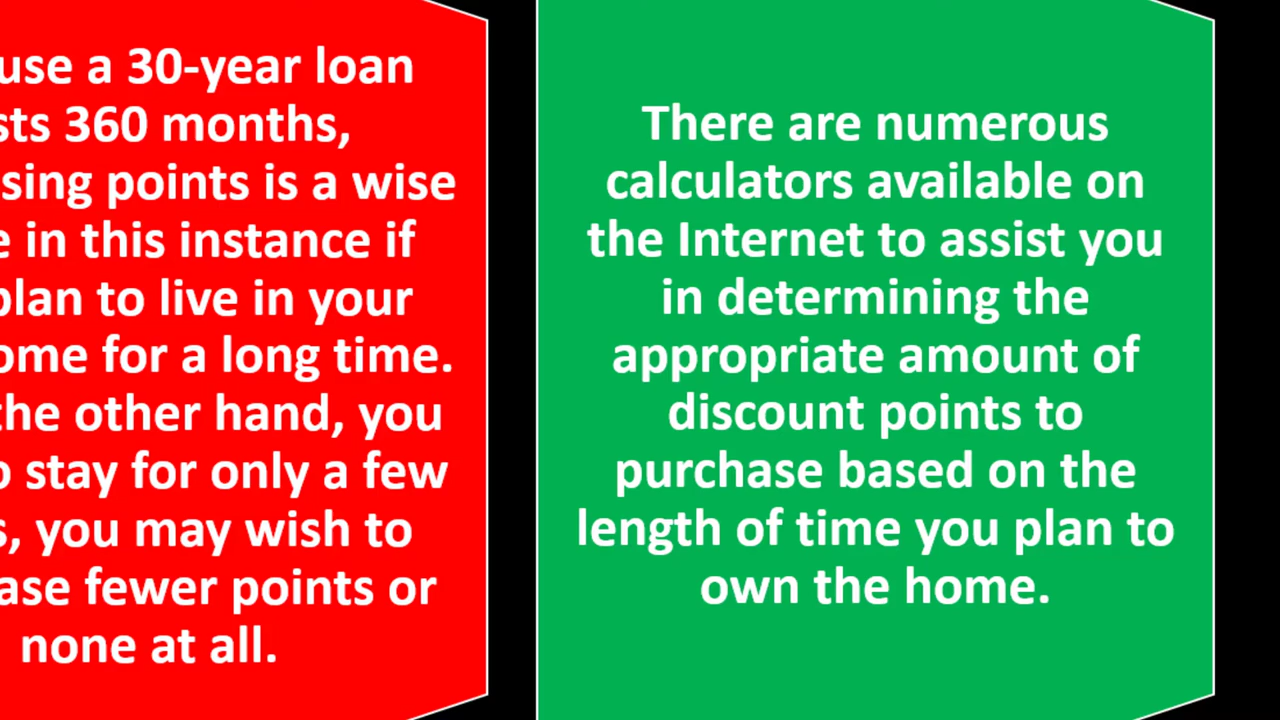 use a 30-year loan
sts 360 months,
sing points is a wise
e in this instance if
plan to live in your
ome for a long time.
the other hand, you
o stay for only a few
s, you may wish to
ase fewer points or
none at all.
There are numerous
calculators available on
the Internet to assist you
in determining the
appropriate amount of
discount points to
purchase based on the
length of time you plan to
own the home.